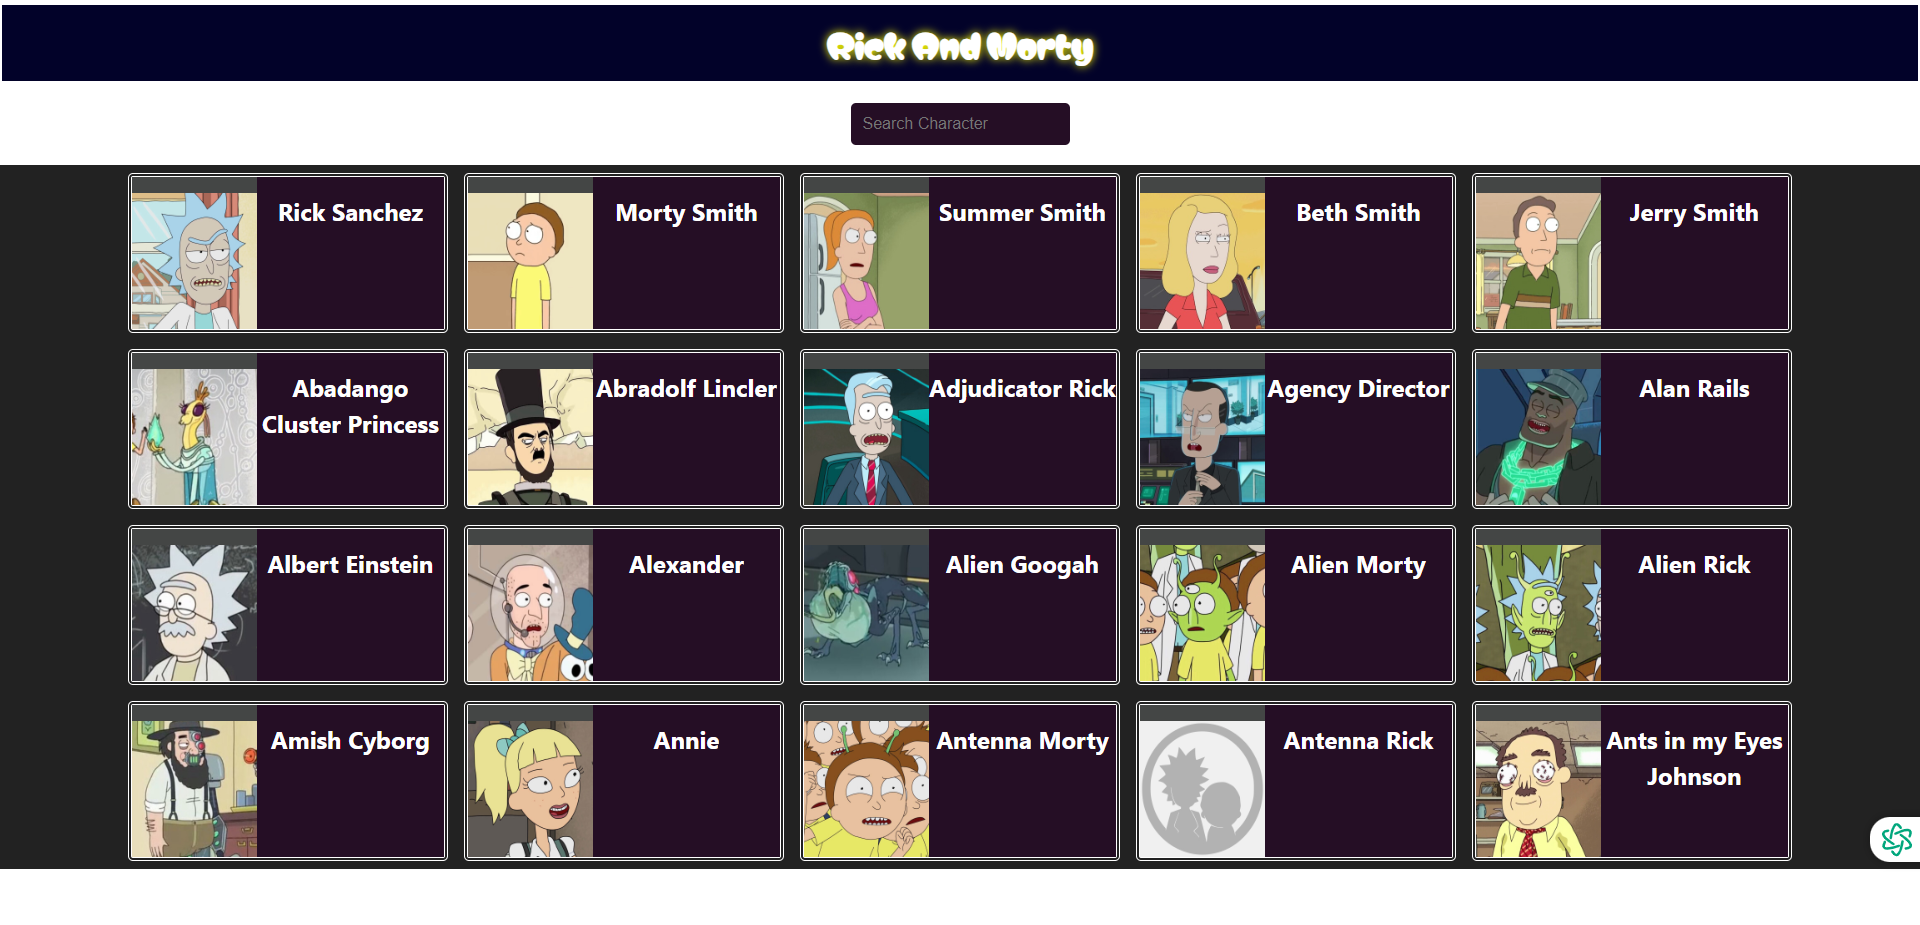 Rick And Morty
Search Character
Rick Sanchez
Morty Smith
Summer Smith
Beth Smith
Jerry Smith
Abadango
Cluster Princess
Abradolf Lincler
Adjudicator Rick
Agency Director
Alan Rails
Albert Einstein
Alexander
Alien Googah
Alien Morty
Alien Rick
Amish Cyborg
Annie
Antenna Morty
Antenna Rick
Ants in my Eyes
Johnson